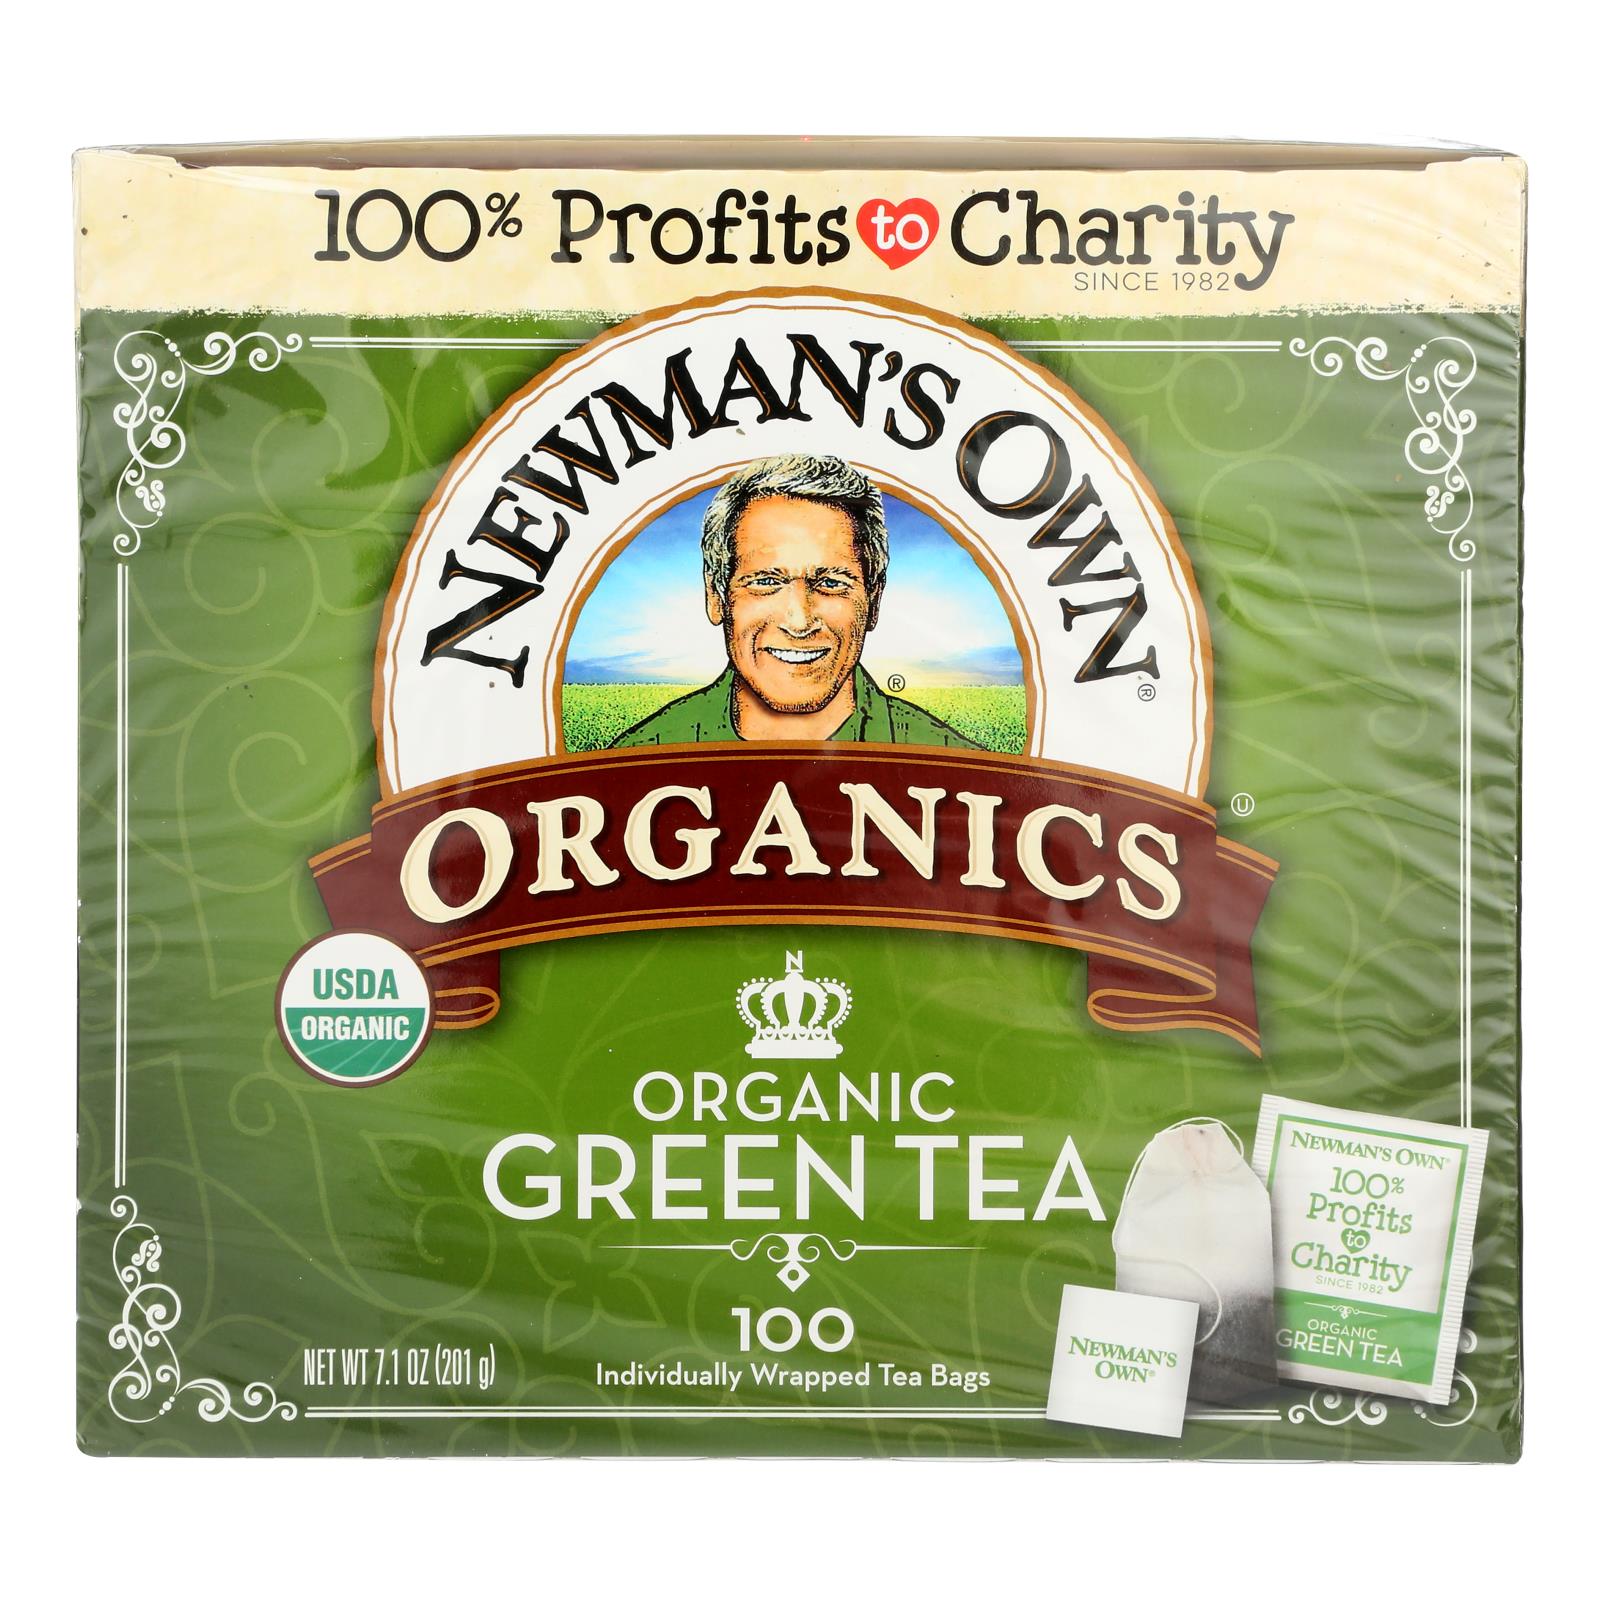 100% Profits to Charity
SINCE 1982
NEWMAN'S OWN®
®
ORGANICS
Ⓤ
USDA
ORGANIC
N
ORGANIC
GREEN TEA
100
Individually Wrapped Tea Bags
NET WT 7.1 OZ (201 g)
NEWMAN'S
OWN®
NEWMAN'S OWN®
100%
Profits
to
Charity
SINCE 1982
ORGANIC
GREEN TEA